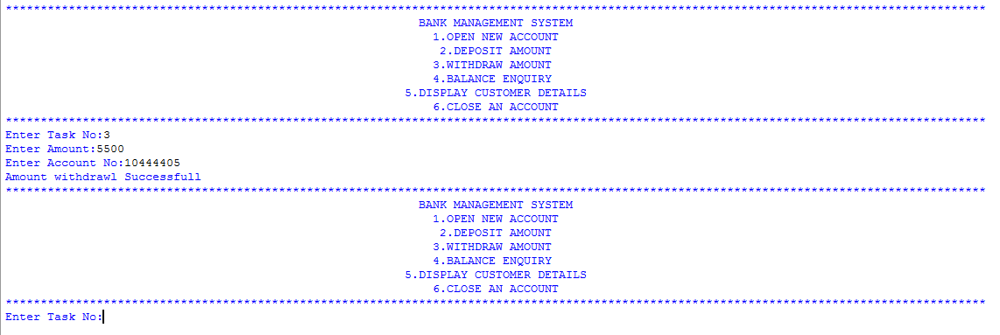 ********************************************************************************************************************************************
BANK MANAGEMENT SYSTEM
1.OPEN NEW ACCOUNT
2.DEPOSIT AMOUNT
3.WITHDRAW AMOUNT
4.BALANCE ENQUIRY
5.DISPLAY CUSTOMER DETAILS
6.CLOSE AN ACCOUNT
********************************************************************************************************************************************
Enter Task No:3
Enter Amount:5500
Enter Account No:10444405
Amount withdrawl Successfull
********************************************************************************************************************************************
BANK MANAGEMENT SYSTEM
1.OPEN NEW ACCOUNT
2.DEPOSIT AMOUNT
3.WITHDRAW AMOUNT
4.BALANCE ENQUIRY
5.DISPLAY CUSTOMER DETAILS
6.CLOSE AN ACCOUNT
********************************************************************************************************************************************
Enter Task No: